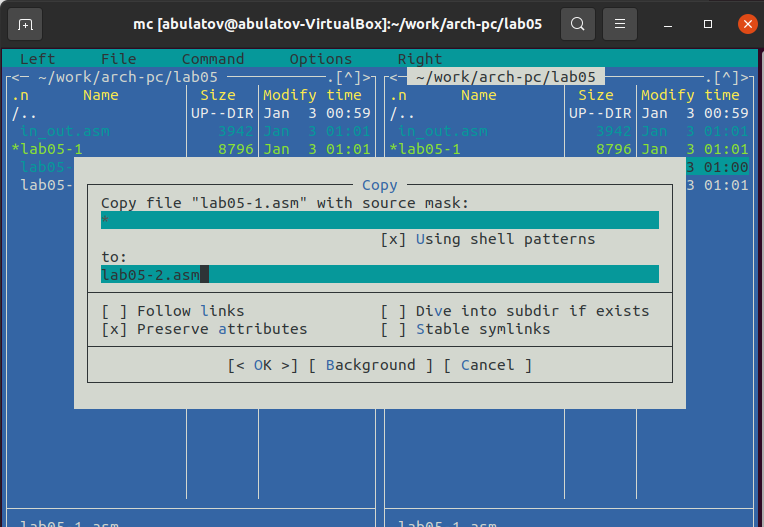 mc [abulatov@abulatov-VirtualBox]:~/work/arch-pc/lab05
Left File Command Options Right
<─ ~/work/arch-pc/lab05 ─.[^]> <─ ~/work/arch-pc/lab05 ─.[^]>
.n Name Size Modify time .n Name Size Modify time
/.. UP--DIR Jan 3 00:59 /.. UP--DIR Jan 3 00:59
in_out.asm 3942 Jan 3 01:01 in_out.asm 3942 Jan 3 01:01
*lab05-1 8796 Jan 3 01:01 *lab05-1 8796 Jan 3 01:01
lab05- 3 01:00
lab05- 3 01:01
Copy
Copy file "lab05-1.asm" with source mask:
*
[x] Using shell patterns
to:
lab05-2.asm
[ ] Follow links [ ] Dive into subdir if exists
[x] Preserve attributes [ ] Stable symlinks
[< OK >] [ Background ] [ Cancel ]
lab05-1.asm lab05-1.asm